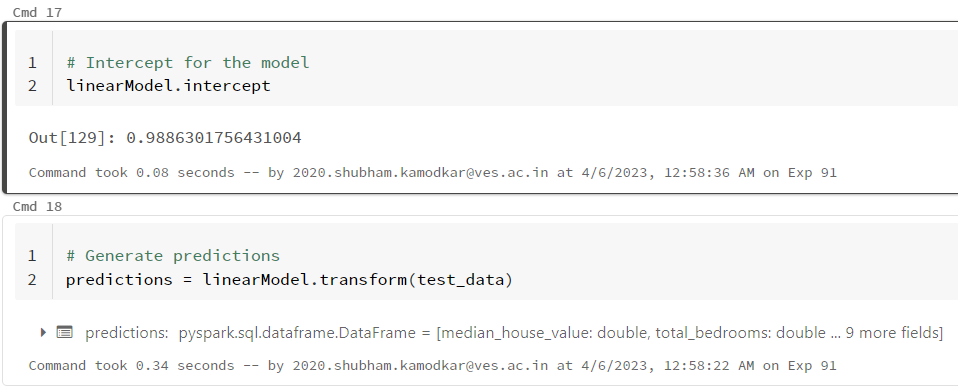 Cmd 17
1 # Intercept for the model
2 linearModel.intercept
Out[129]: 0.9886301756431004
Command took 0.08 seconds -- by 2020.shubham.kamodkar@ves.ac.in at 4/6/2023, 12:58:36 AM on Exp 91
Cmd 18
1 # Generate predictions
2 predictions = linearModel.transform(test_data)
predictions: pyspark.sql.dataframe.DataFrame = [median_house_value: double, total_bedrooms: double ... 9 more fields]
Command took 0.34 seconds -- by 2020.shubham.kamodkar@ves.ac.in at 4/6/2023, 12:58:22 AM on Exp 91